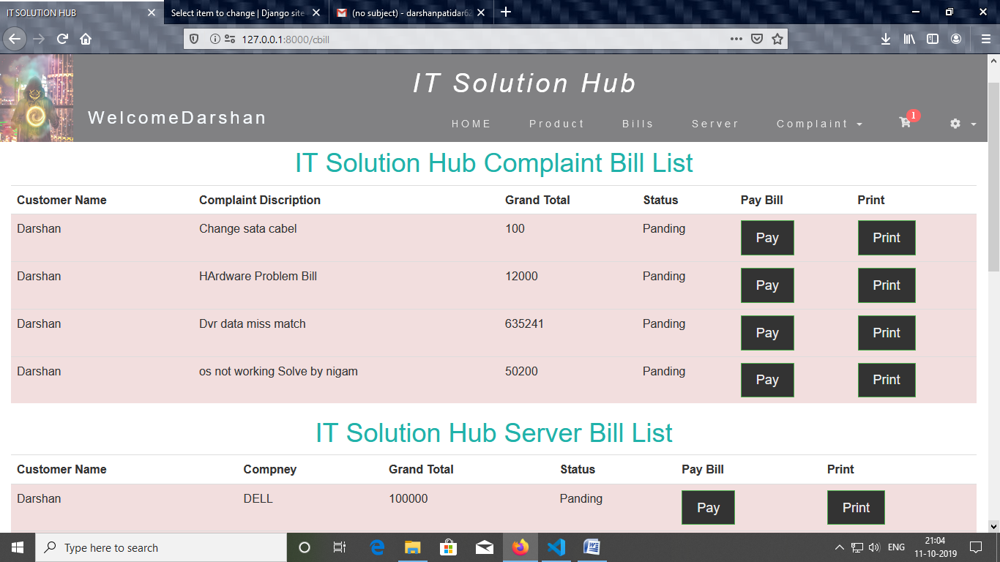 IT SOLUTION HUB
Select item to change | Django site
(no subject) - darshanpatidar62
127.0.0.1:8000/cbill
IT Solution Hub
WelcomeDarshan
HOME Product Bills Server Complaint 1
IT Solution Hub Complaint Bill List
Customer Name Complaint Discription Grand Total Status Pay Bill Print
Darshan Change sata cabel 100 Panding Pay Print
Darshan HArdware Problem Bill 12000 Panding Pay Print
Darshan Dvr data miss match 635241 Panding Pay Print
Darshan os not working Solve by nigam 50200 Panding Pay Print
IT Solution Hub Server Bill List
Customer Name Compney Grand Total Status Pay Bill Print
Darshan DELL 100000 Panding Pay Print
Type here to search
ENG
21:04
11-10-2019